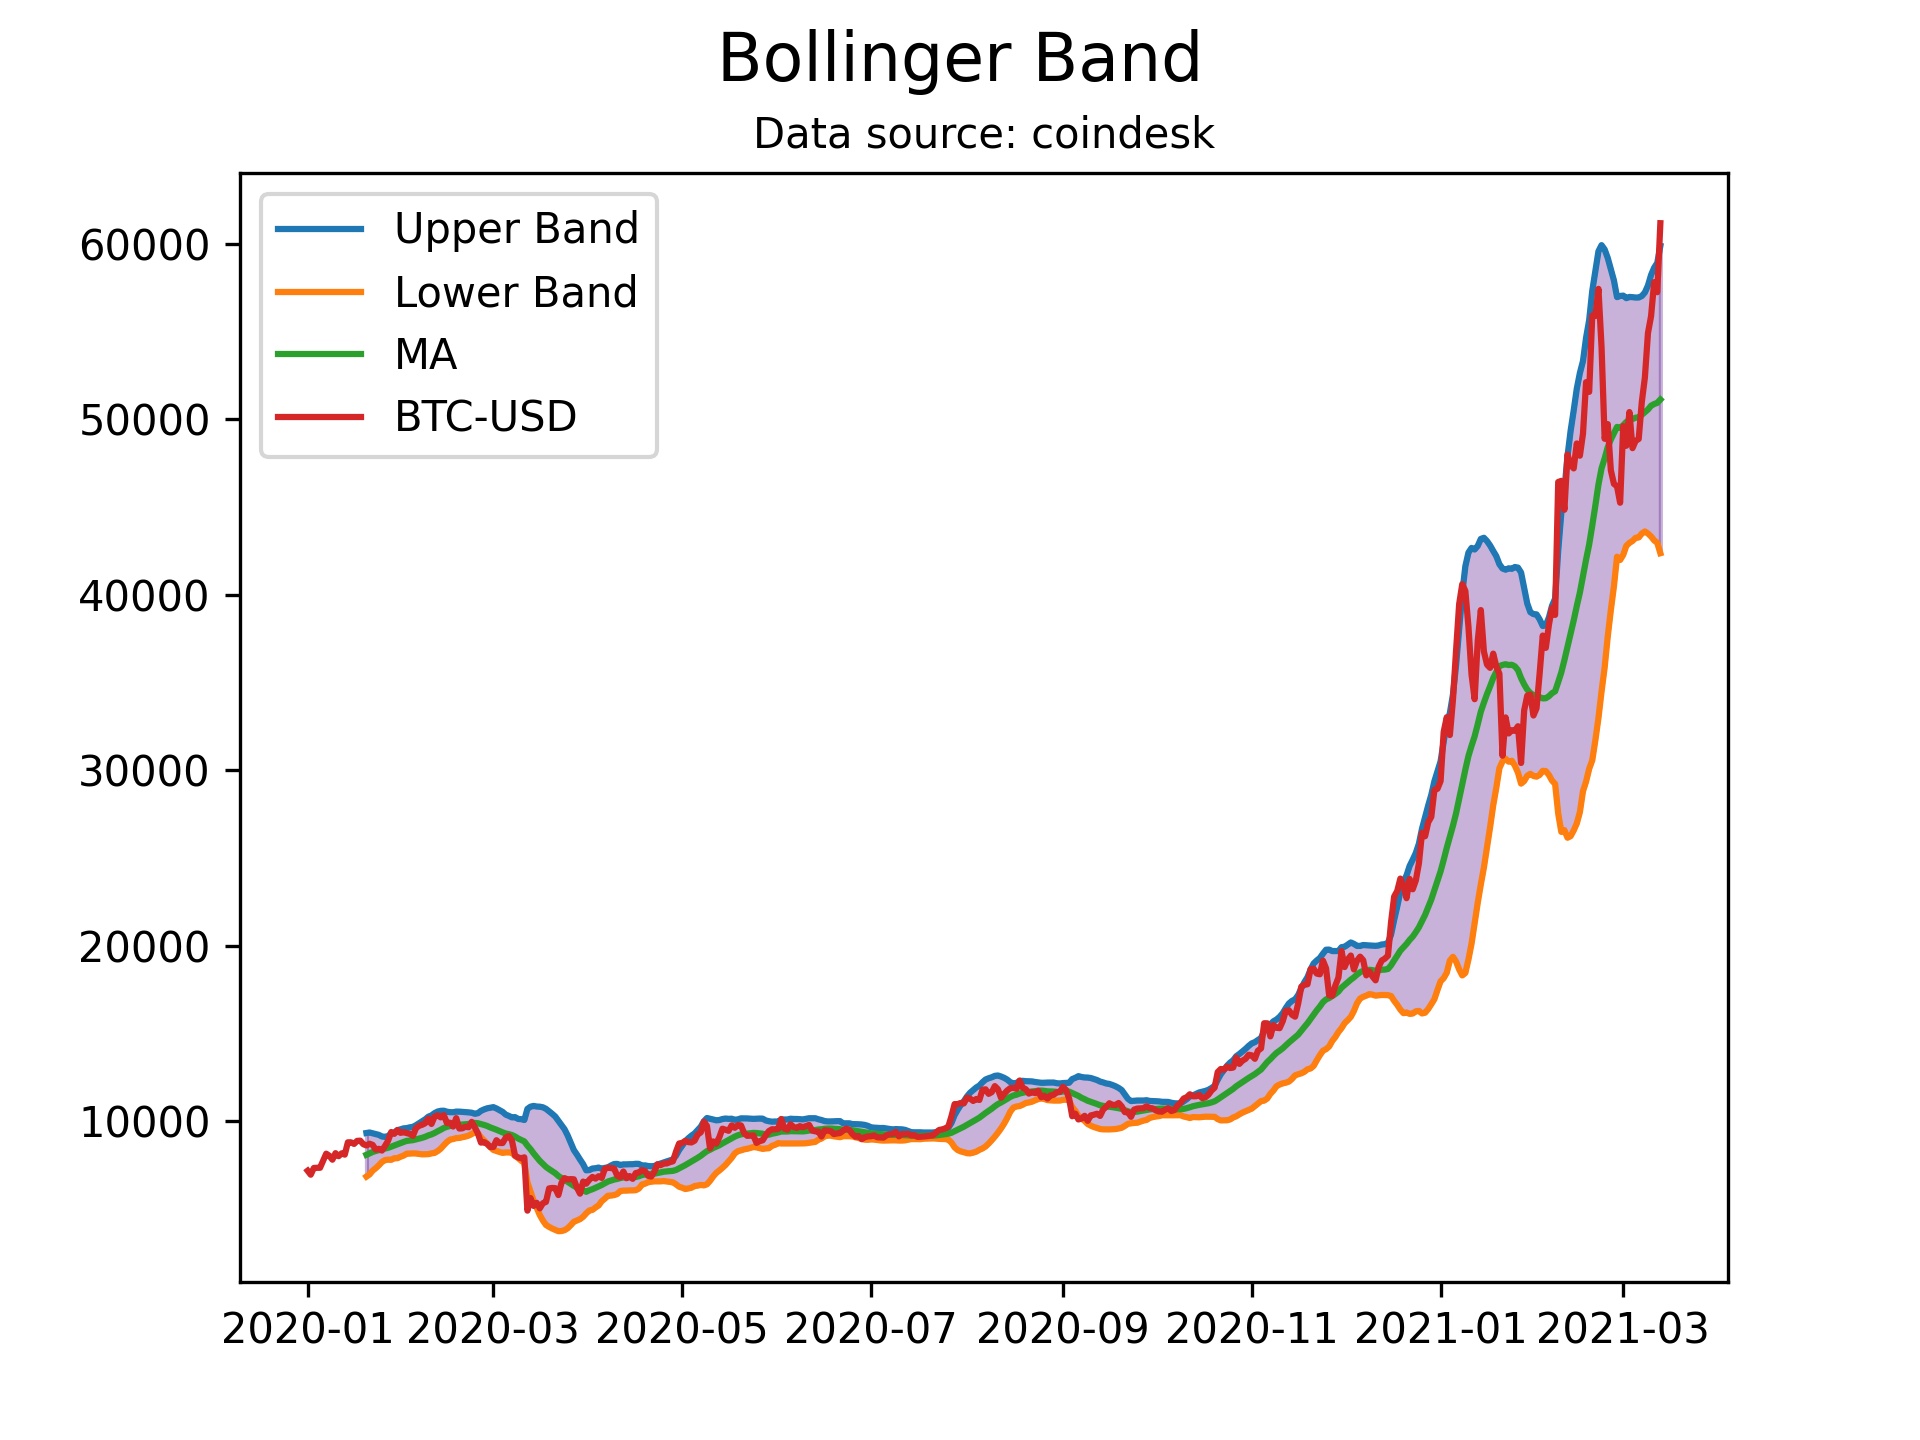 Bollinger Band
Data source: coindesk
Upper Band
Lower Band
MA
BTC-USD
60000
50000
40000
30000
20000
10000
2020-01 2020-03 2020-05 2020-07 2020-09 2020-11 2021-01 2021-03